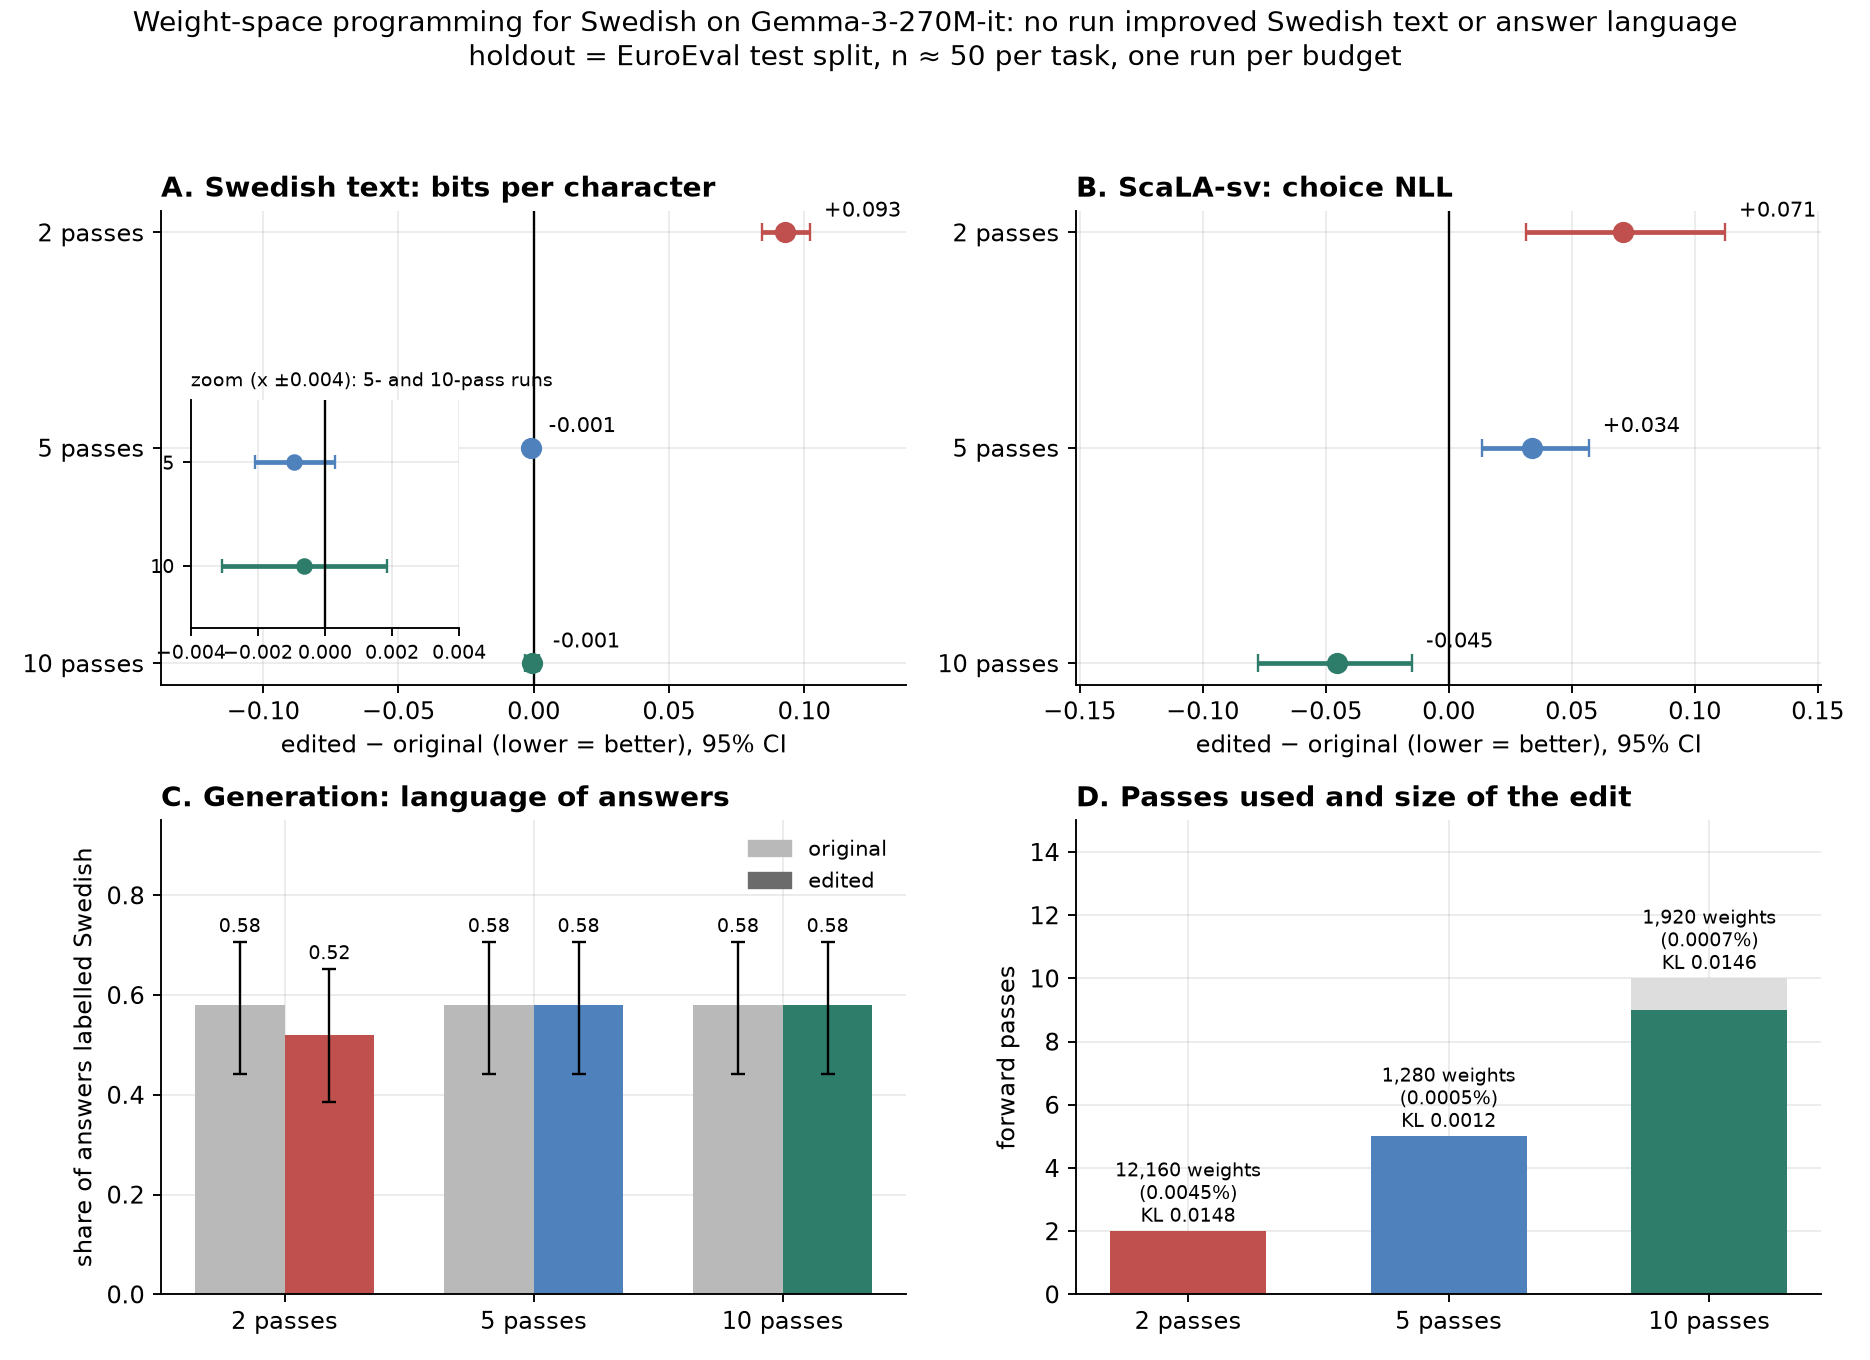 Weight-space programming for Swedish on Gemma-3-270M-it: no run improved Swedish text or answer language
holdout = EuroEval test split, n ≈ 50 per task, one run per budget
A. Swedish text: bits per character
2 passes
5 passes
10 passes
+0.093
-0.001
-0.001
zoom (x ±0.004): 5- and 10-pass runs
5
10
−0.004
−0.002
0.000
0.002
0.004
−0.10
−0.05
0.00
0.05
0.10
edited − original (lower = better), 95% CI
B. ScaLA-sv: choice NLL
2 passes
5 passes
10 passes
+0.071
+0.034
-0.045
−0.15
−0.10
−0.05
0.00
0.05
0.10
0.15
edited − original (lower = better), 95% CI
C. Generation: language of answers
share of answers labelled Swedish
0.8
0.6
0.4
0.2
0.0
original
edited
0.58
0.52
0.58
0.58
0.58
0.58
2 passes
5 passes
10 passes
D. Passes used and size of the edit
forward passes
14
12
10
8
6
4
2
0
12,160 weights
(0.0045%)
KL 0.0148
1,280 weights
(0.0005%)
KL 0.0012
1,920 weights
(0.0007%)
KL 0.0146
2 passes
5 passes
10 passes